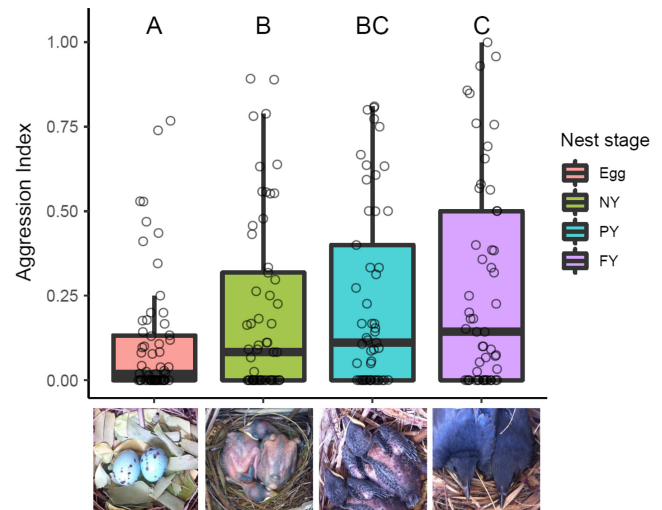 A B BC C
1.00
0.75
0.50
0.25
0.00
Aggression Index
Nest stage
Egg
NY
PY
FY